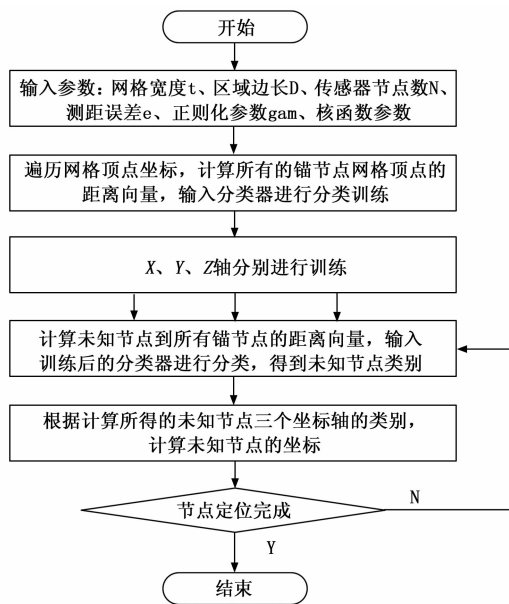 开始
输入参数：网格宽度t、区域边长D、传感器节点数N、
测距误差e、正则化参数gam、核函数参数
遍历网格顶点坐标，计算所有的锚节点网格顶点的
距离向量，输入分类器进行分类训练
X、Y、Z轴分别进行训练
计算未知节点到所有锚节点的距离向量，输入
训练后的分类器进行分类，得到未知节点类别
根据计算所得的未知节点三个坐标轴的类别，
计算未知节点的坐标
节点定位完成
N
Y
结束